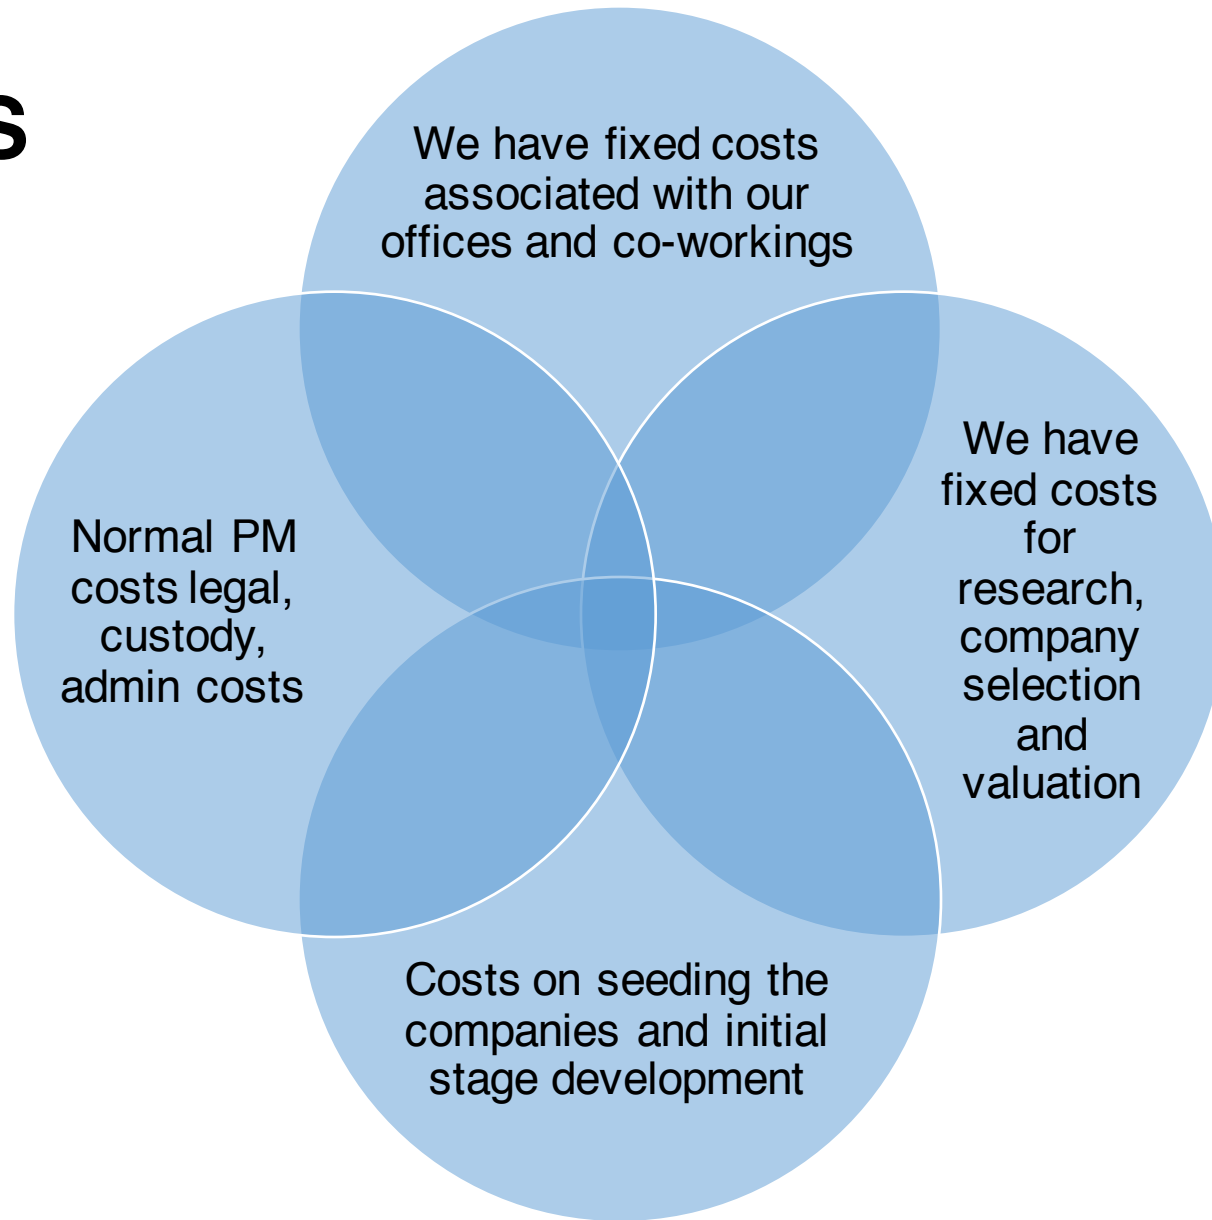 s
We have fixed costs
associated with our
offices and co-workings
We have
fixed costs
for
research,
company
selection
and
valuation
Normal PM
costs legal,
custody,
admin costs
Costs on seeding the
companies and initial
stage development